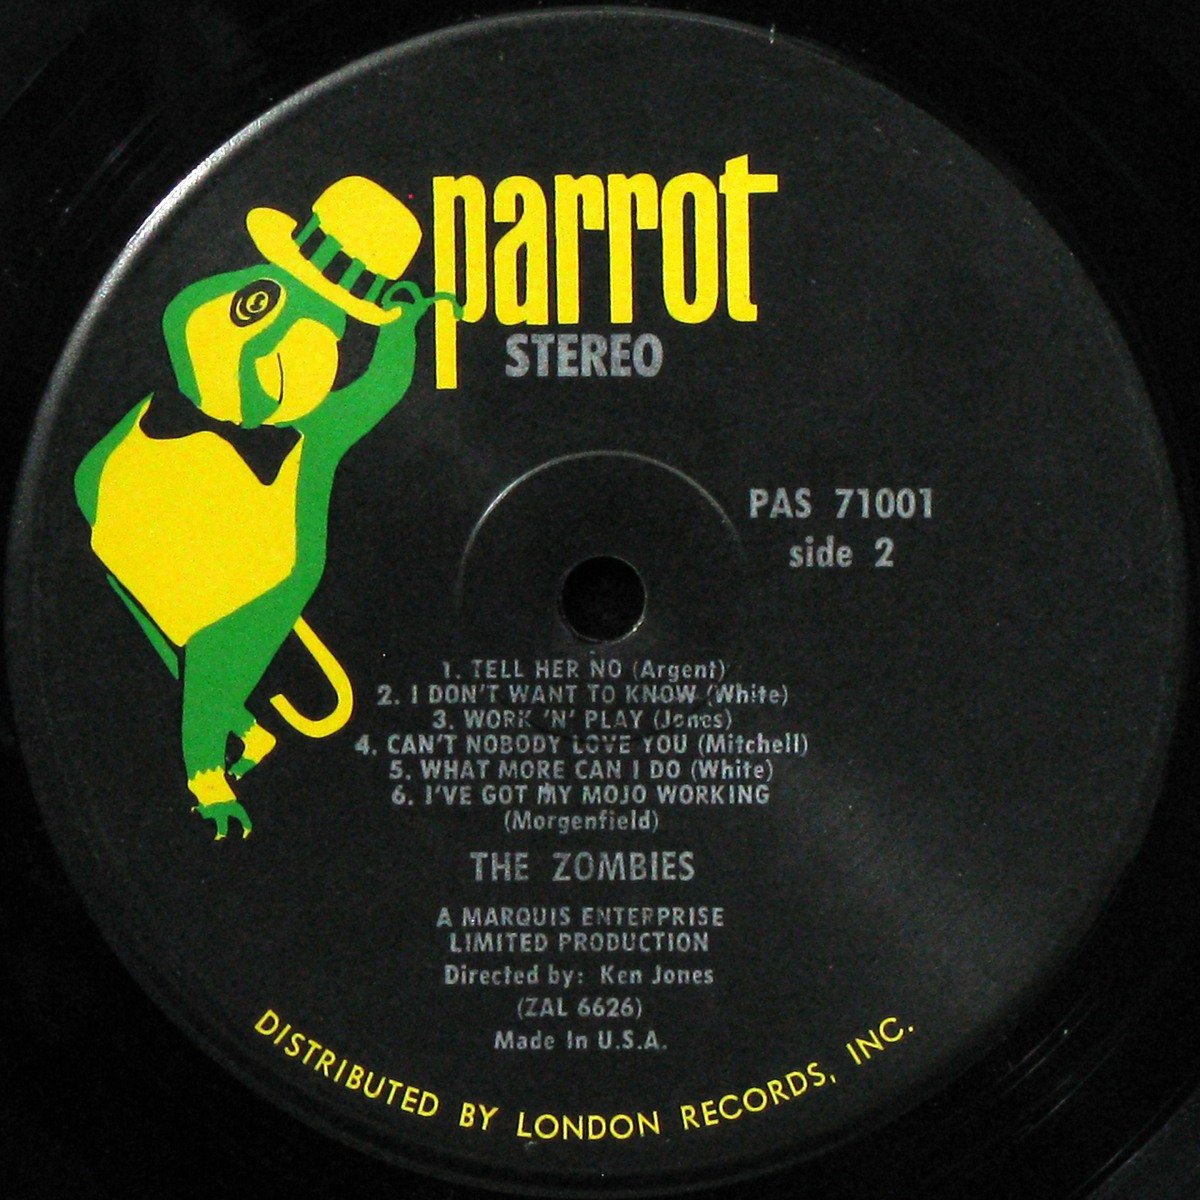 parrot
STEREO
PAS 71001
side 2
1. TELL HER NO (Argent)
2. I DON'T WANT TO KNOW (White)
3. WORK 'N' PLAY (Jones)
4. CAN'T NOBODY LOVE YOU (Mitchell)
5. WHAT MORE CAN I DO (White)
6. I'VE GOT MY MOJO WORKING
(Morgenfield)
THE ZOMBIES
A MARQUIS ENTERPRISE
LIMITED PRODUCTION
Directed by: Ken Jones
(ZAL 6626)
Made In U.S.A.
DISTRIBUTED BY LONDON RECORDS, INC.